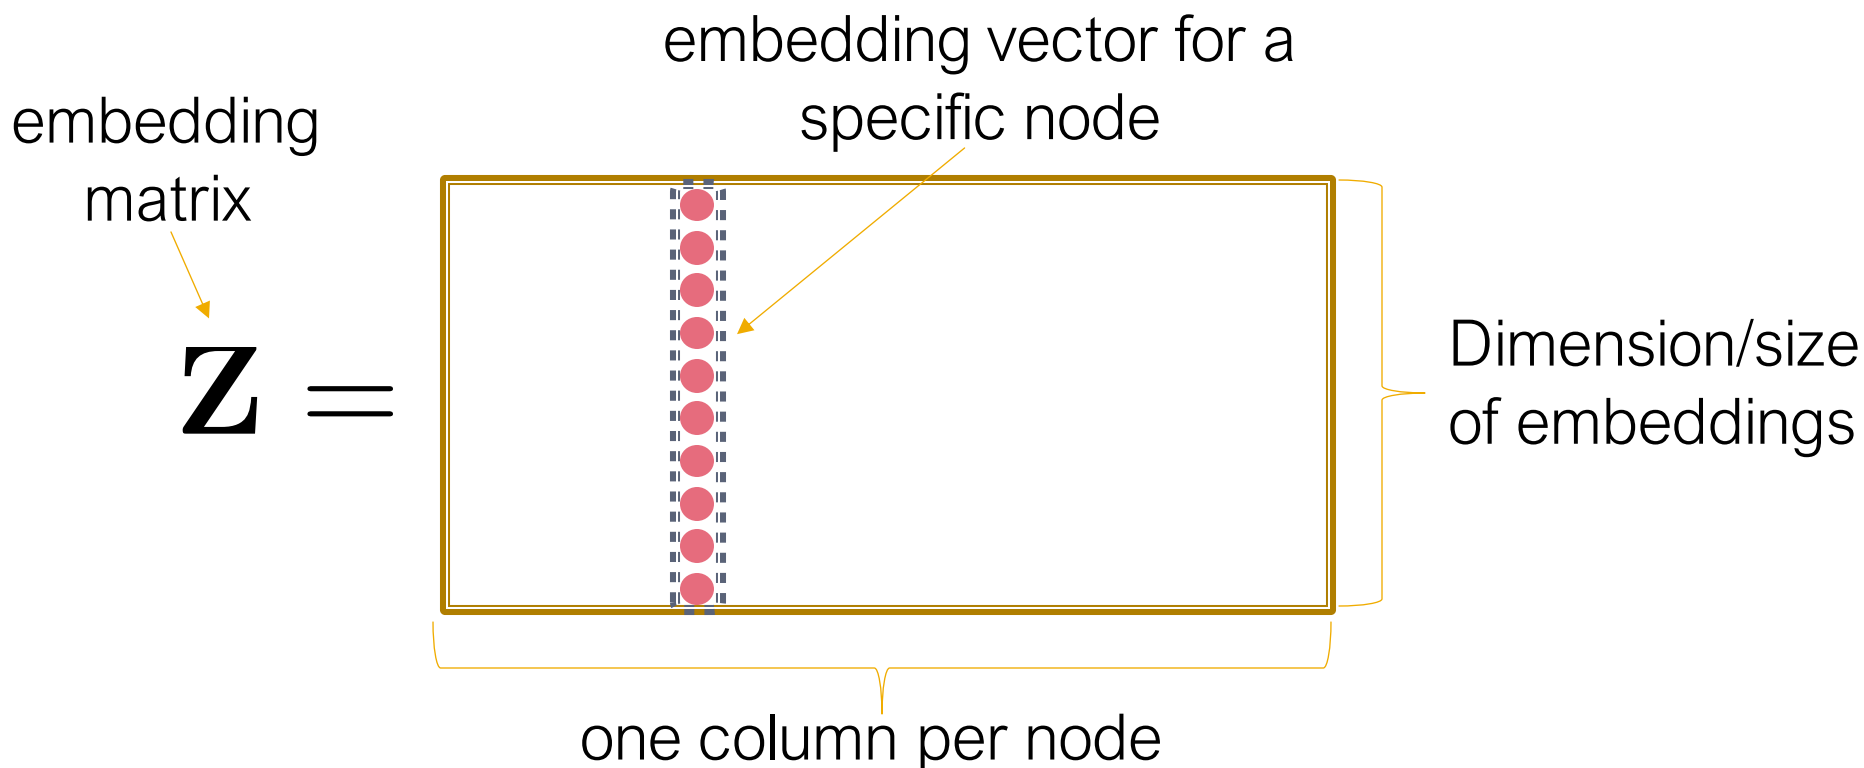 embedding vector for a
specific node
embedding
matrix
Z =
Dimension/size
of embeddings
one column per node